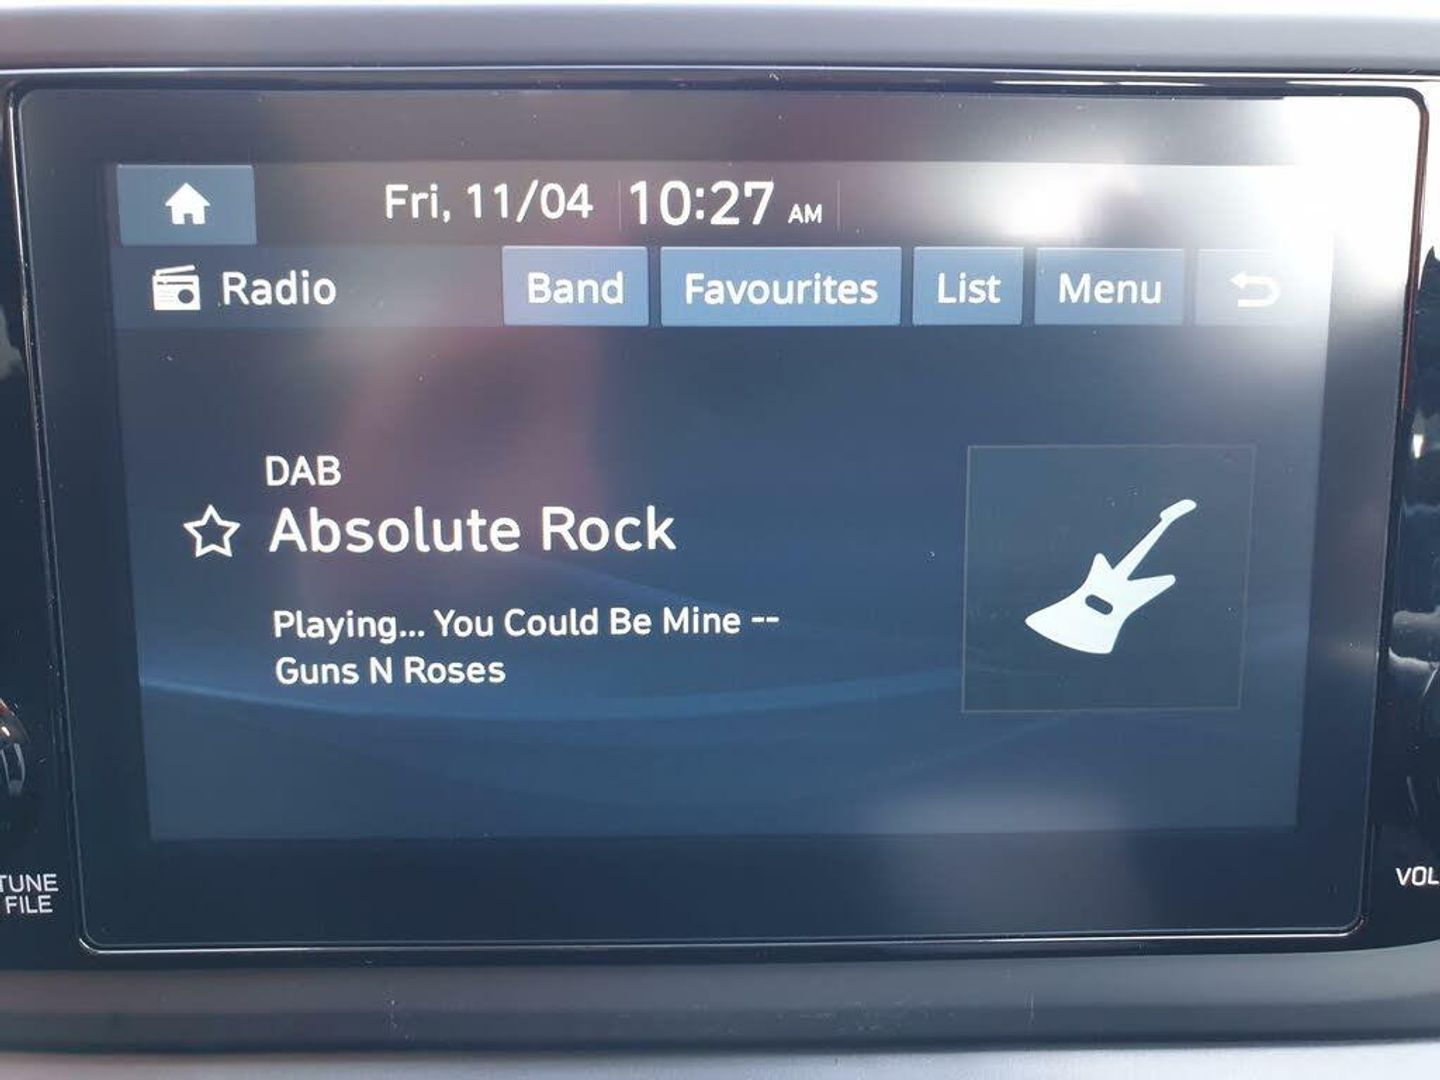 Fri, 11/04 10:27 AM
Radio Band Favourites List Menu
DAB
Absolute Rock
Playing... You Could Be Mine --
Guns N Roses
TUNE
FILE
VOL